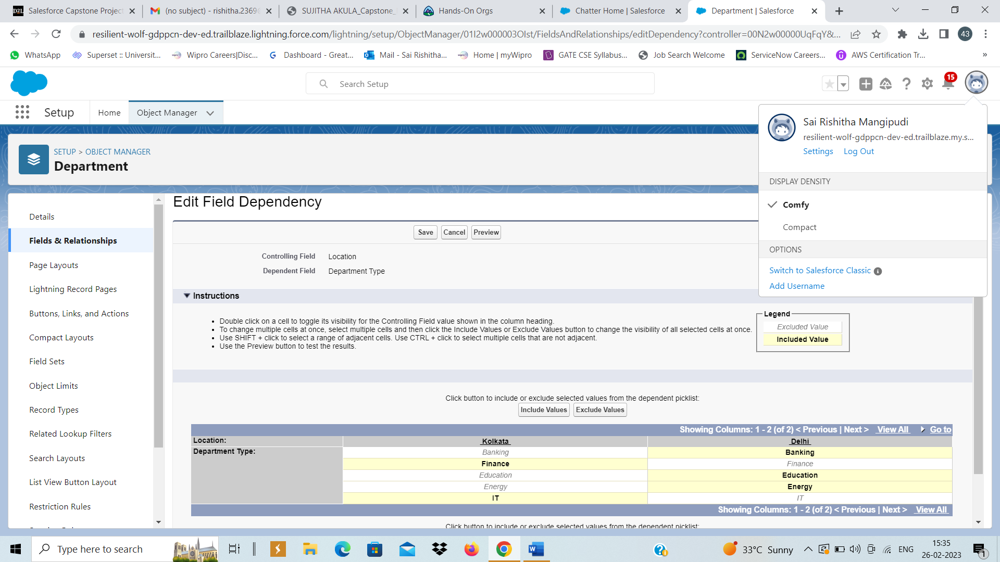 Salesforce Capstone Project
(no subject) - rishitha.2369@
SUJITHA AKULA_Capstone_
Hands-On Orgs
Chatter Home | Salesforce
Department | Salesforce
resilient-wolf-gdppcn-dev-ed.trailblaze.lightning.force.com/lightning/setup/ObjectManager/01I2w000003OIst/FieldsAndRelationships/editDependency?controller=00N2w00000UqFqY&...
43
WhatsApp
Superset :: Universit...
Wipro Careers|Disc...
Dashboard - Great...
Mail - Sai Rishitha...
Home | myWipro
GATE CSE Syllabus...
Job Search Welcome
ServiceNow Careers...
AWS Certification Tr...
»
Search Setup
15
Setup
Home
Object Manager
Sai Rishitha Mangipudi
resilient-wolf-gdppcn-dev-ed.trailblaze.my.s...
Settings
Log Out
DISPLAY DENSITY
Comfy
Compact
OPTIONS
Switch to Salesforce Classic
Add Username
SETUP > OBJECT MANAGER
Department
Details
Fields & Relationships
Page Layouts
Lightning Record Pages
Buttons, Links, and Actions
Compact Layouts
Field Sets
Object Limits
Record Types
Related Lookup Filters
Search Layouts
List View Button Layout
Restriction Rules
Edit Field Dependency
Save
Cancel
Preview
Controlling Field Location
Dependent Field Department Type
Instructions
• Double click on a cell to toggle its visibility for the Controlling Field value shown in the column heading.
• To change multiple cells at once, select multiple cells and then click the Include Values or Exclude Values button to change the visibility of all selected cells at once.
• Use SHIFT + click to select a range of adjacent cells. Use CTRL + click to select multiple cells that are not adjacent.
• Use the Preview button to test the results.
Legend
Excluded Value
Included Value
Click button to include or exclude selected values from the dependent picklist:
Include Values
Exclude Values
Showing Columns: 1 - 2 (of 2) < Previous | Next > View All Go to
Location: Kolkata Delhi
Department Type: Banking Banking
Finance Finance
Education Education
Energy Energy
IT IT
Showing Columns: 1 - 2 (of 2) < Previous | Next > View All
Click button to include or exclude selected values from the dependent picklist:
Type here to search
33°C Sunny
ENG
15:35
26-02-2023
1